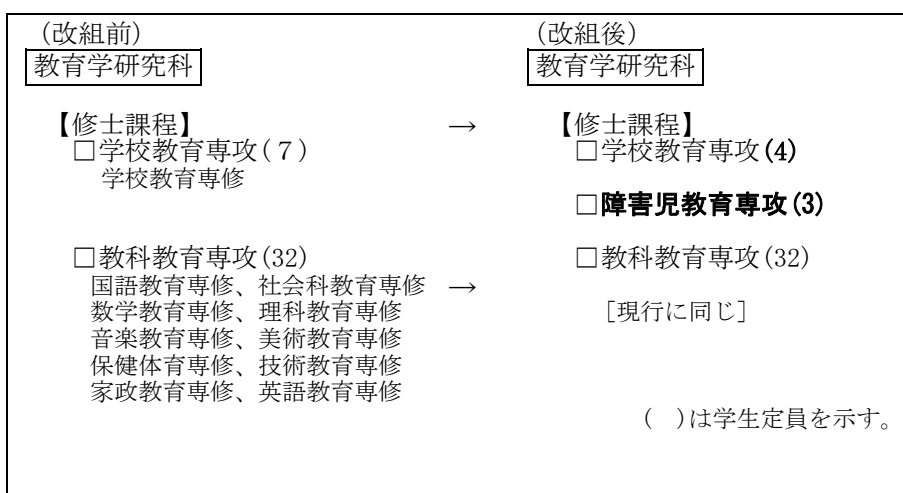 (改組前)
教育学研究科
【修士課程】 →
□学校教育専攻(７)
学校教育専修
□教科教育専攻(32)
国語教育専修、社会科教育専修 →
数学教育専修、理科教育専修
音楽教育専修、美術教育専修
保健体育専修、技術教育専修
家政教育専修、英語教育専修
(改組後)
教育学研究科
【修士課程】
□学校教育専攻(4)
□障害児教育専攻(3)
□教科教育専攻(32)
[現行に同じ]
(　)は学生定員を示す。